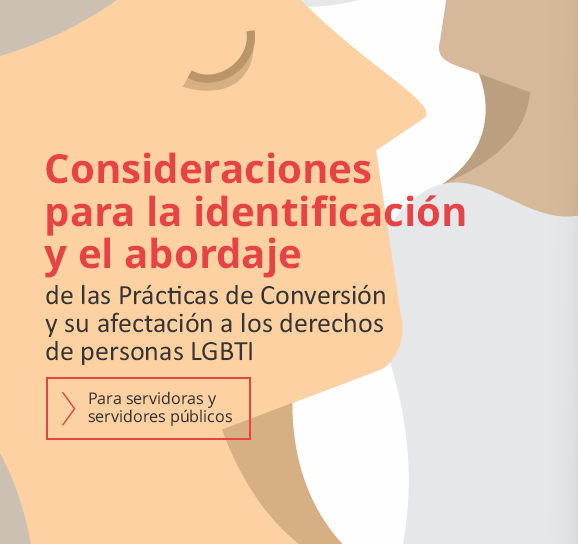 Consideraciones
para la identificación
y el abordaje
de las Prácticas de Conversión
y su afectación a los derechos
de personas LGBTI
Para servidoras y
servidores públicos